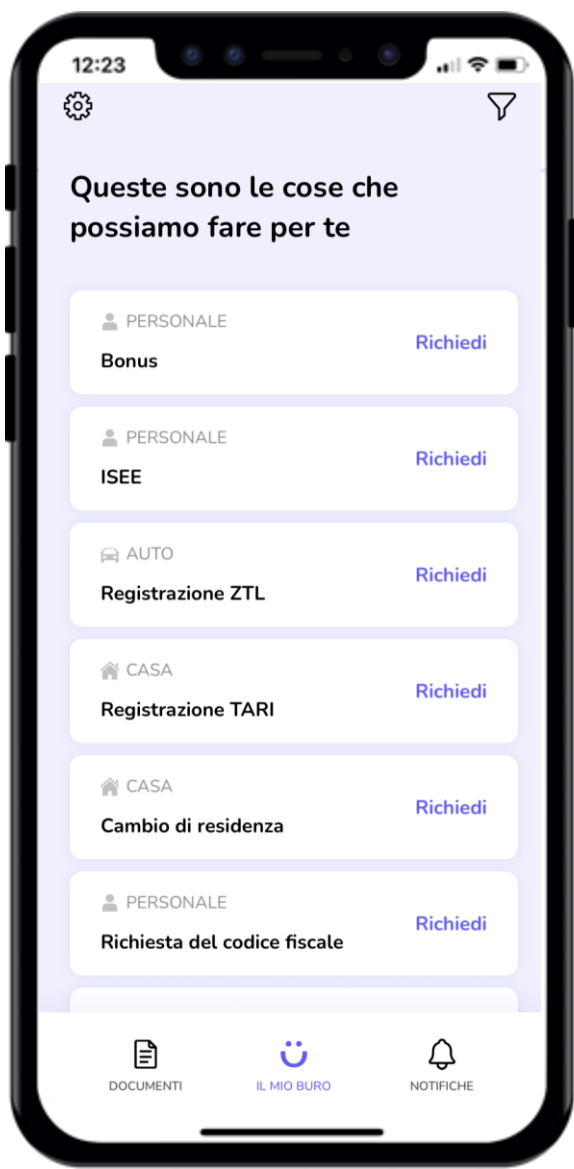 12:23
Queste sono le cose che
possiamo fare per te
PERSONALE
Bonus
Richiedi
PERSONALE
ISEE
Richiedi
AUTO
Registrazione ZTL
Richiedi
CASA
Registrazione TARI
Richiedi
CASA
Cambio di residenza
Richiedi
PERSONALE
Richiesta del codice fiscale
Richiedi
DOCUMENTI
IL MIO BURO
NOTIFICHE